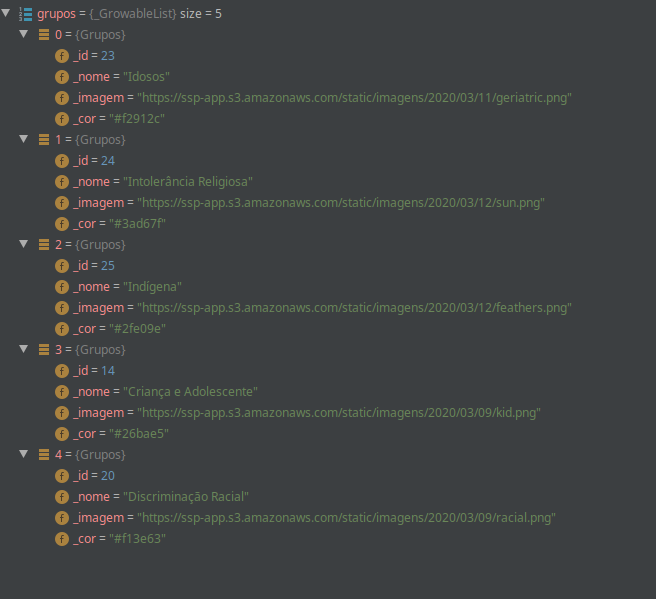 grupos = {_GrowableList} size = 5
0 = {Grupos}
f _id = 23
f _nome = "Idosos"
f _imagem = "https://ssp-app.s3.amazonaws.com/static/imagens/2020/03/11/geriatric.png"
f _cor = "#f2912c"
1 = {Grupos}
f _id = 24
f _nome = "Intolerância Religiosa"
f _imagem = "https://ssp-app.s3.amazonaws.com/static/imagens/2020/03/12/sun.png"
f _cor = "#3ad67f"
2 = {Grupos}
f _id = 25
f _nome = "Indígena"
f _imagem = "https://ssp-app.s3.amazonaws.com/static/imagens/2020/03/12/feathers.png"
f _cor = "#2fe09e"
3 = {Grupos}
f _id = 14
f _nome = "Criança e Adolescente"
f _imagem = "https://ssp-app.s3.amazonaws.com/static/imagens/2020/03/09/kid.png"
f _cor = "#26bae5"
4 = {Grupos}
f _id = 20
f _nome = "Discriminação Racial"
f _imagem = "https://ssp-app.s3.amazonaws.com/static/imagens/2020/03/09/racial.png"
f _cor = "#f13e63"